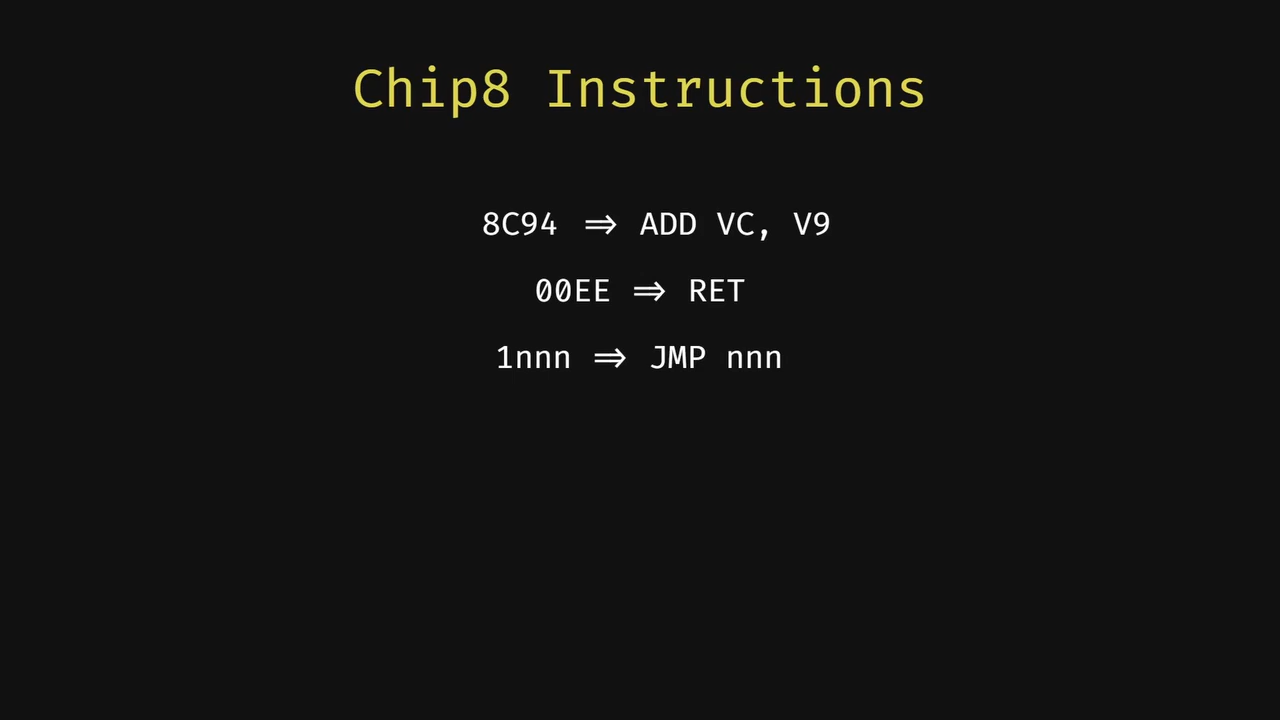 Chip8 Instructions
8C94 => ADD VC, V9
00EE => RET
1nnn => JMP nnn